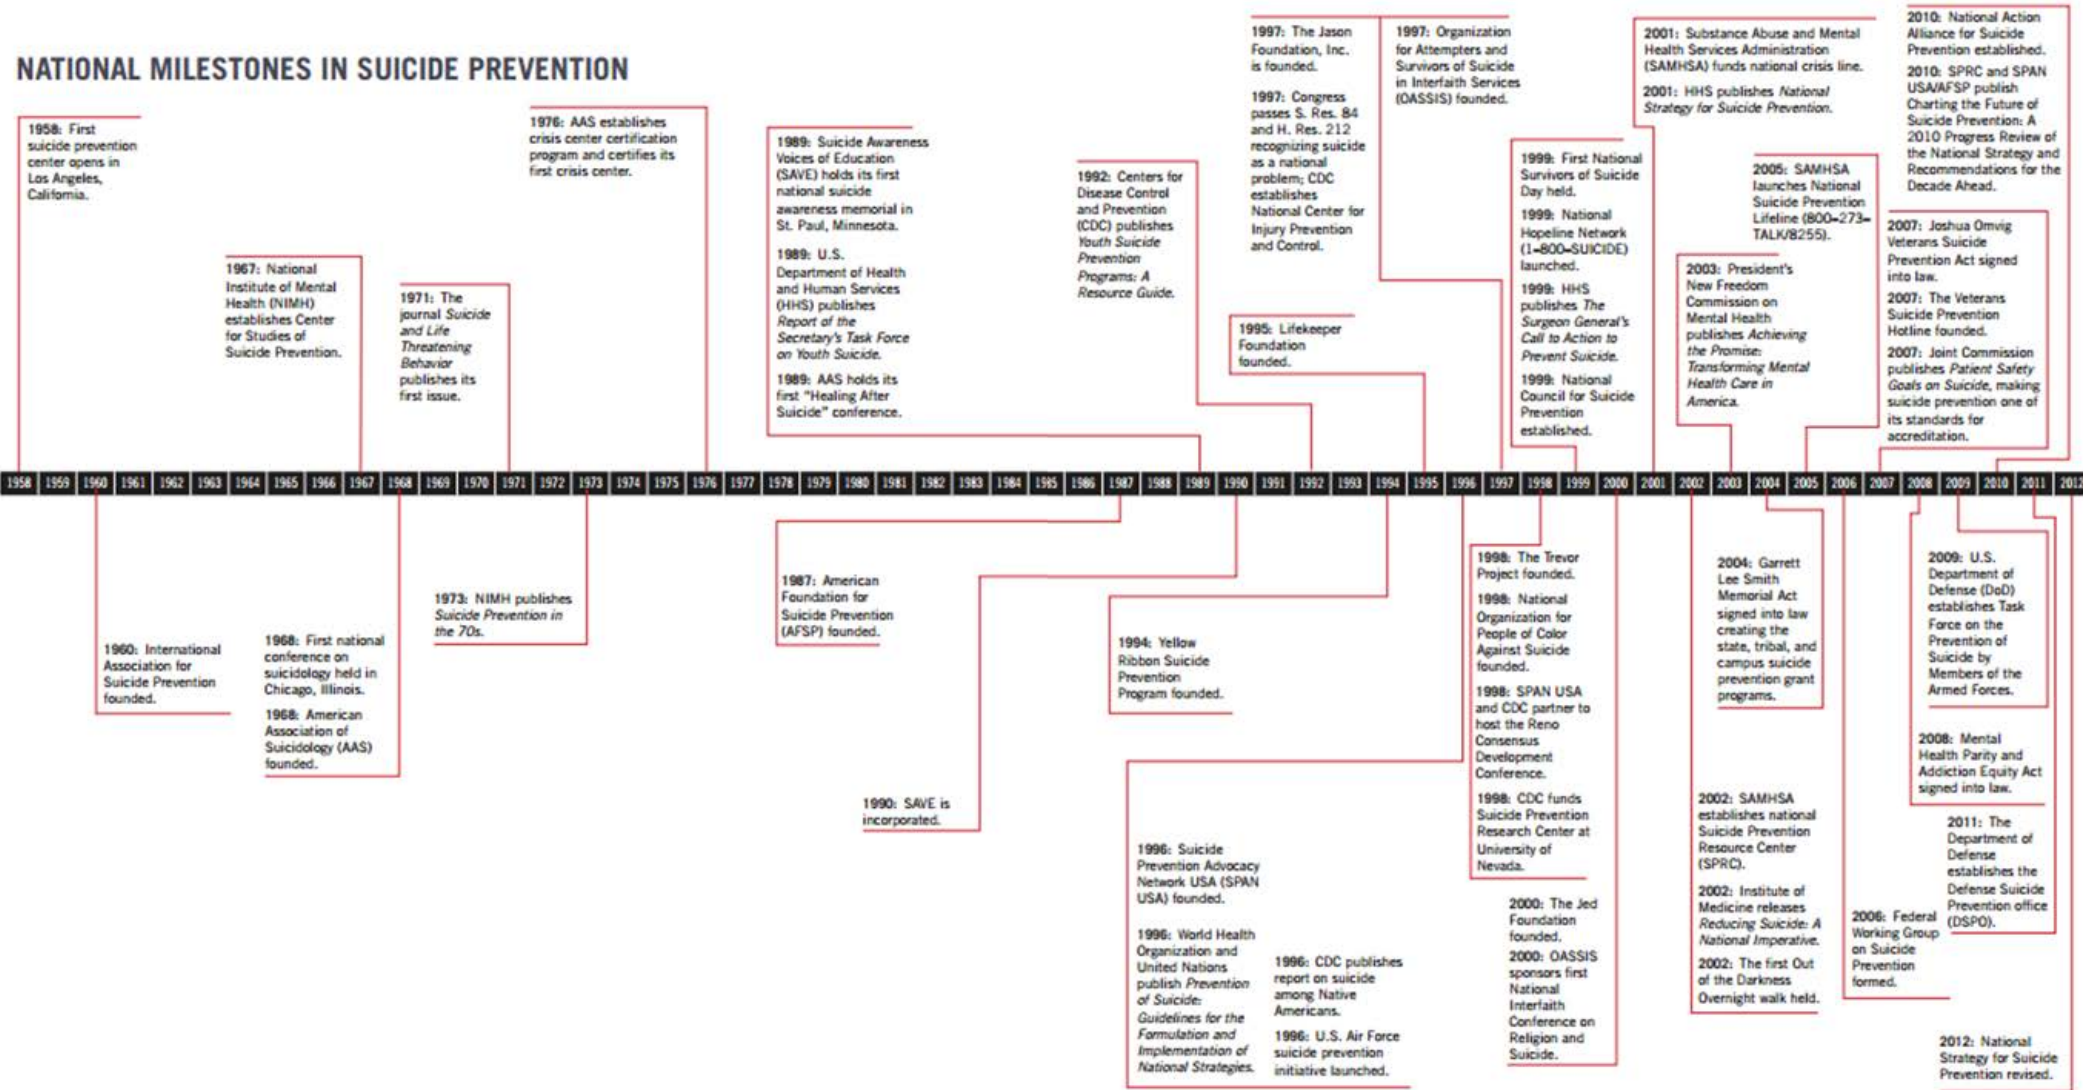 NATIONAL MILESTONES IN SUICIDE PREVENTION
1958: First
suicide prevention
center opens in
Los Angeles,
California.
1967: National
Institute of Mental
Health (NIMH)
establishes Center
for Studies of
Suicide Prevention.
1971: The
journal Suicide
and Life
Threatening
Behavior
publishes its
first issue.
1976: AAS establishes
crisis center certification
program and certifies its
first crisis center.
1989: Suicide Awareness
Voices of Education
(SAVE) holds its first
national suicide
awareness memorial in
St. Paul, Minnesota.
1989: U.S.
Department of Health
and Human Services
(HHS) publishes
Report of the
Secretary's Task Force
on Youth Suicide.
1989: AAS holds its
first "Healing After
Suicide" conference.
1992: Centers for
Disease Control
and Prevention
(CDC) publishes
Youth Suicide
Prevention
Programs: A
Resource Guide.
1997: The Jason
Foundation, Inc.
is founded.
1997: Congress
passes S. Res. 84
and H. Res. 212
recognizing suicide
as a national
problem; CDC
establishes
National Center for
Injury Prevention
and Control.
1995: Lifekeeper
Foundation
founded.
1997: Organization
for Attempters and
Survivors of Suicide
in Interfaith Services
(OASSIS) founded.
1999: First National
Survivors of Suicide
Day held.
1999: National
Hopeline Network
(1-800-SUICIDE)
launched.
1999: HHS
publishes The
Surgeon General's
Call to Action to
Prevent Suicide.
1999: National
Council for Suicide
Prevention
established.
2001: Substance Abuse and Mental
Health Services Administration
(SAMHSA) funds national crisis line.
2001: HHS publishes National
Strategy for Suicide Prevention.
2003: President's
New Freedom
Commission on
Mental Health
publishes Achieving
the Promise:
Transforming Mental
Health Care in
America.
2005: SAMHSA
launches National
Suicide Prevention
Lifeline (800-273-
TALK/8255).
2010: National Action
Alliance for Suicide
Prevention established.
2010: SPRC and SPAN
USA/AFSP publish
Charting the Future of
Suicide Prevention: A
2010 Progress Review of
the National Strategy and
Recommendations for the
Decade Ahead.
2007: Joshua Omvig
Veterans Suicide
Prevention Act signed
into law.
2007: The Veterans
Suicide Prevention
Hotline founded.
2007: Joint Commission
publishes Patient Safety
Goals on Suicide, making
suicide prevention one of
its standards for
accreditation.
1958 1959 1960 1961 1962 1963 1964 1965 1966 1967 1968 1969 1970 1971 1972 1973 1974 1975 1976 1977 1978 1979 1980 1981 1982 1983 1984 1985 1986 1987 1988 1989 1990 1991 1992 1993 1994 1995 1996 1997 1998 1999 2000 2001 2002 2003 2004 2005 2006 2007 2008 2009 2010 2011 2012
1960: International
Association for
Suicide Prevention
founded.
1968: First national
conference on
suicidology held in
Chicago, Illinois.
1968: American
Association of
Suicidology (AAS)
founded.
1973: NIMH publishes
Suicide Prevention in
the 70s.
1987: American
Foundation for
Suicide Prevention
(AFSP) founded.
1990: SAVE is
incorporated.
1994: Yellow
Ribbon Suicide
Prevention
Program founded.
1996: Suicide
Prevention Advocacy
Network USA (SPAN
USA) founded.
1996: World Health
Organization and
United Nations
publish Prevention
of Suicide:
Guidelines for the
Formulation and
Implementation of
National Strategies.
1996: CDC publishes
report on suicide
among Native
Americans.
1996: U.S. Air Force
suicide prevention
initiative launched.
1998: The Trevor
Project founded.
1998: National
Organization for
People of Color
Against Suicide
founded.
1998: SPAN USA
and CDC partner to
host the Reno
Consensus
Development
Conference.
1998: CDC funds
Suicide Prevention
Research Center at
University of
Nevada.
2000: The Jed
Foundation
founded.
2000: OASSIS
sponsors first
National
Interfaith
Conference on
Religion and
Suicide.
2004: Garrett
Lee Smith
Memorial Act
signed into law
creating the
state, tribal, and
campus suicide
prevention grant
programs.
2002: SAMHSA
establishes national
Suicide Prevention
Resource Center
(SPRC).
2002: Institute of
Medicine releases
Reducing Suicide: A
National Imperative.
2002: The first Out
of the Darkness
Overnight walk held.
2009: U.S.
Department of
Defense (DoD)
establishes Task
Force on the
Prevention of
Suicide by
Members of the
Armed Forces.
2008: Mental
Health Parity and
Addiction Equity Act
signed into law.
2011: The
Department of
Defense
establishes the
Defense Suicide
Prevention office
(DSPO).
2006: Federal
Working Group
on Suicide
Prevention
formed.
2012: National
Strategy for Suicide
Prevention revised.